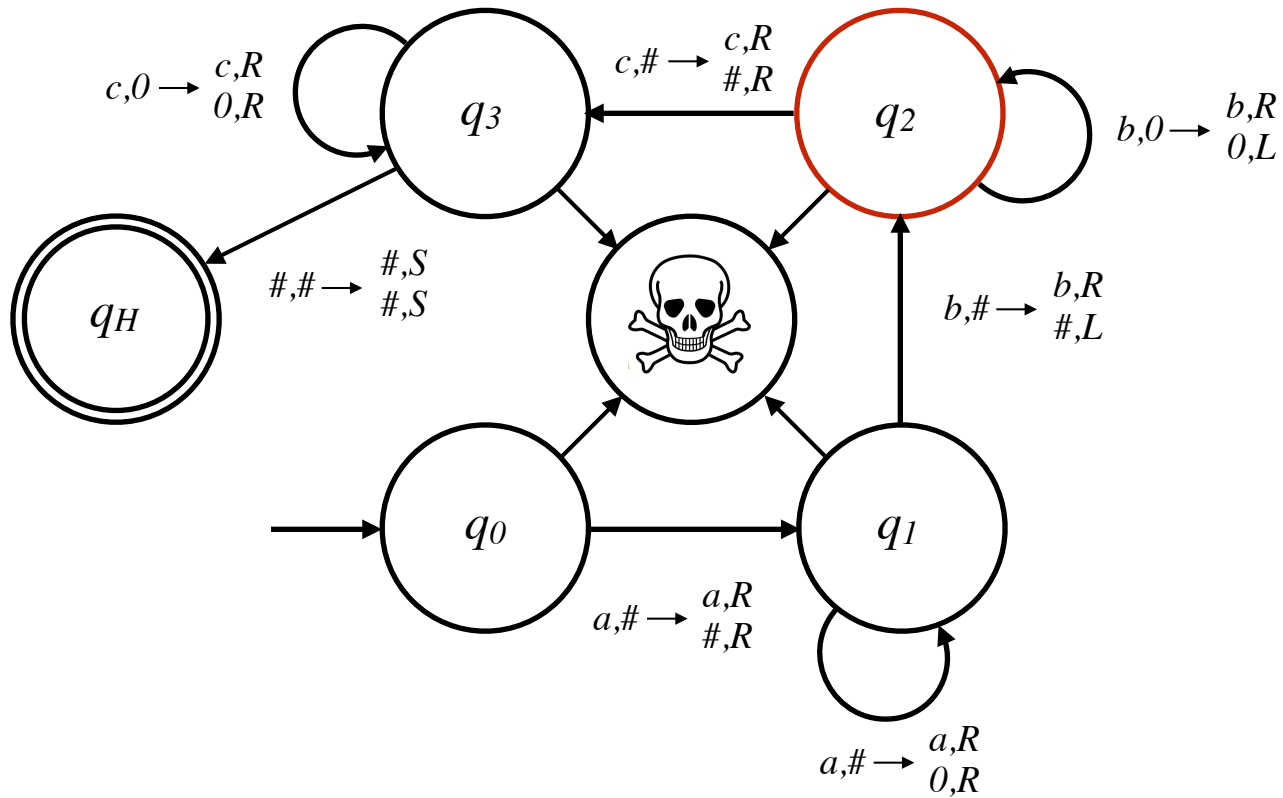 c,R
c,# → #,R
q3
q2
c,R
c,0 → 0,R
b,R
b,0 → 0,L
#,S
#,# → #,S
qH
b,R
b,# → #,L
q0
q1
a,R
a,# → #,R
a,R
a,# → 0,R